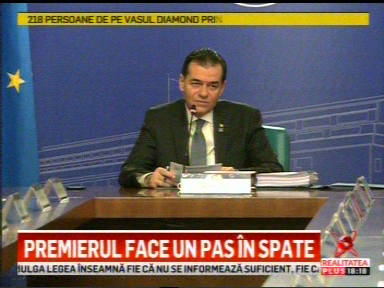 218 PERSOANE DE PE VASUL DIAMOND PRIN
PREMIERUL FACE UN PAS ÎN SPATE
MULGA LEGEA ÎNSEAMNĂ FIE CĂ NU SE INFORMEAZĂ SUFICIENT, FIE C
REALITATEA
PLUS 18:18